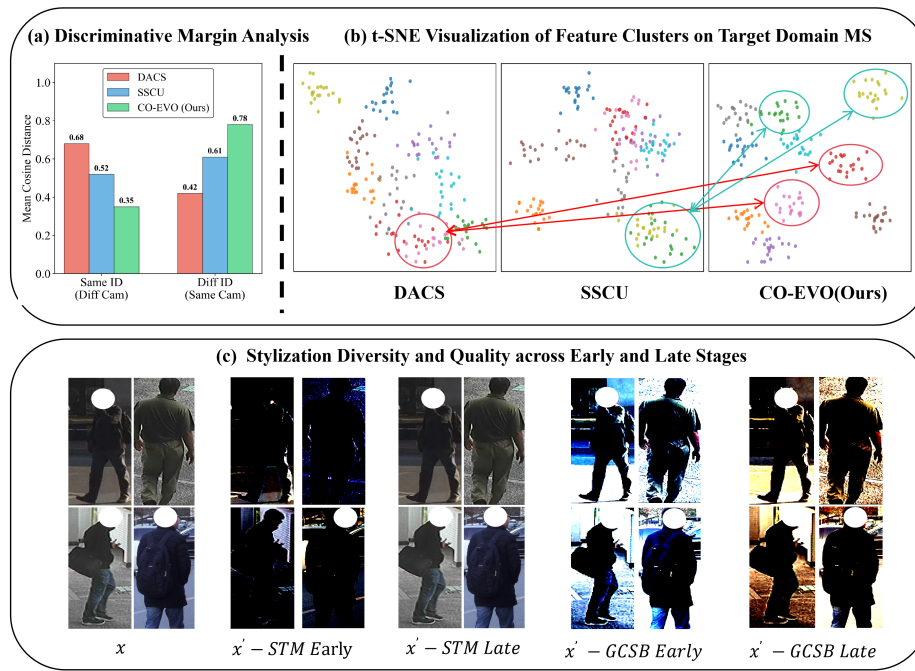 (a) Discriminative Margin Analysis
(b) t-SNE Visualization of Feature Clusters on Target Domain MS
1.0
0.8
0.6
0.4
0.2
0.0
Mean Cosine Distance
DACS
SSCU
CO-EVO (Ours)
0.68
0.52
0.35
0.42
0.61
0.78
Same ID
(Diff Cam)
Diff ID
(Same Cam)
DACS
SSCU
CO-EVO(Ours)
(c) Stylization Diversity and Quality across Early and Late Stages
x
x′ − STM Early
x′ − STM Late
x′ − GCSB Early
x′ − GCSB Late